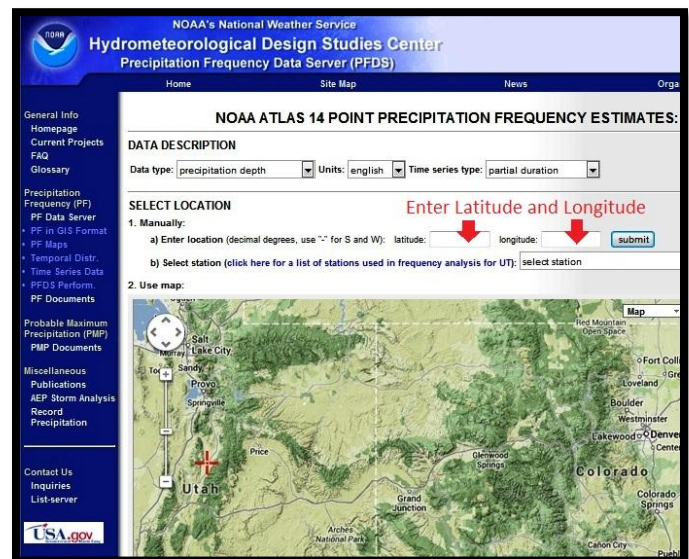 NOAA
NOAA's National Weather Service
Hydrometeorological Design Studies Center
Precipitation Frequency Data Server (PFDS)
Home Site Map News Orga
General Info
Homepage
Current Projects
FAQ
Glossary
Precipitation
Frequency (PF)
PF Data Server
PF in GIS Format
PF Maps
Temporal Distr.
Time Series Data
PFDS Perform.
PF Documents
Probable Maximum
Precipitation (PMP)
PMP Documents
Miscellaneous
Publications
AEP Storm Analysis
Record
Precipitation
Contact Us
Inquiries
List-server
USA.gov
NOAA ATLAS 14 POINT PRECIPITATION FREQUENCY ESTIMATES:
DATA DESCRIPTION
Data type: precipitation depth Units: english Time series type: partial duration
SELECT LOCATION
Enter Latitude and Longitude
1. Manually:
a) Enter location (decimal degrees, use "-" for S and W): latitude: longitude: submit
b) Select station (click here for a list of stations used in frequency analysis for UT): select station
2. Use map:
Map
Red Mountain
Open Space
Salt
Lake City
Murray
Sandy
Provo
Springville
Price
Utah
Fort Coll
Gre
Loveland
Boulder
Westminster
Lakewood Denver
Cente
Glenwood
Springs
Colorado
Grand
Junction
Colorado
Springs
Arches
National Park
Cañon City
Puebl